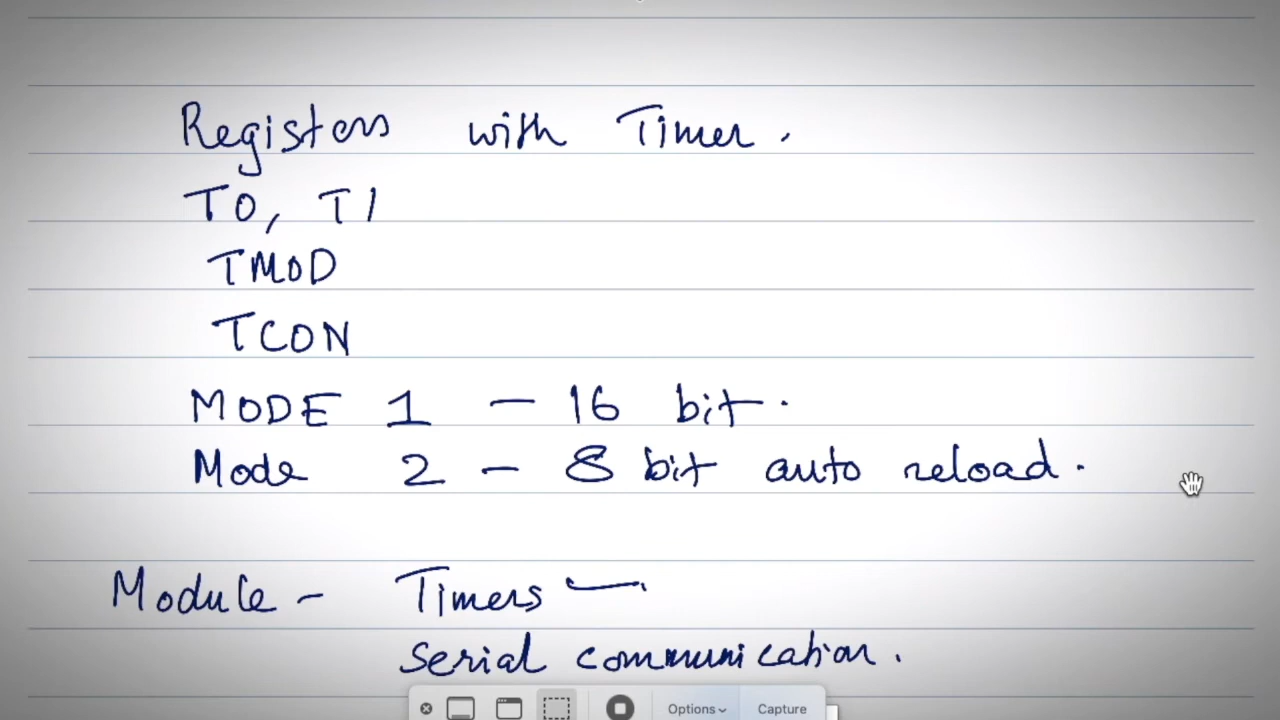 Registers with Timer.
T0, T1
TMOD
TCON
MODE 1 - 16 bit.
Mode 2 - 8 bit auto reload.
Module - Timers
serial communication.
Options
Capture